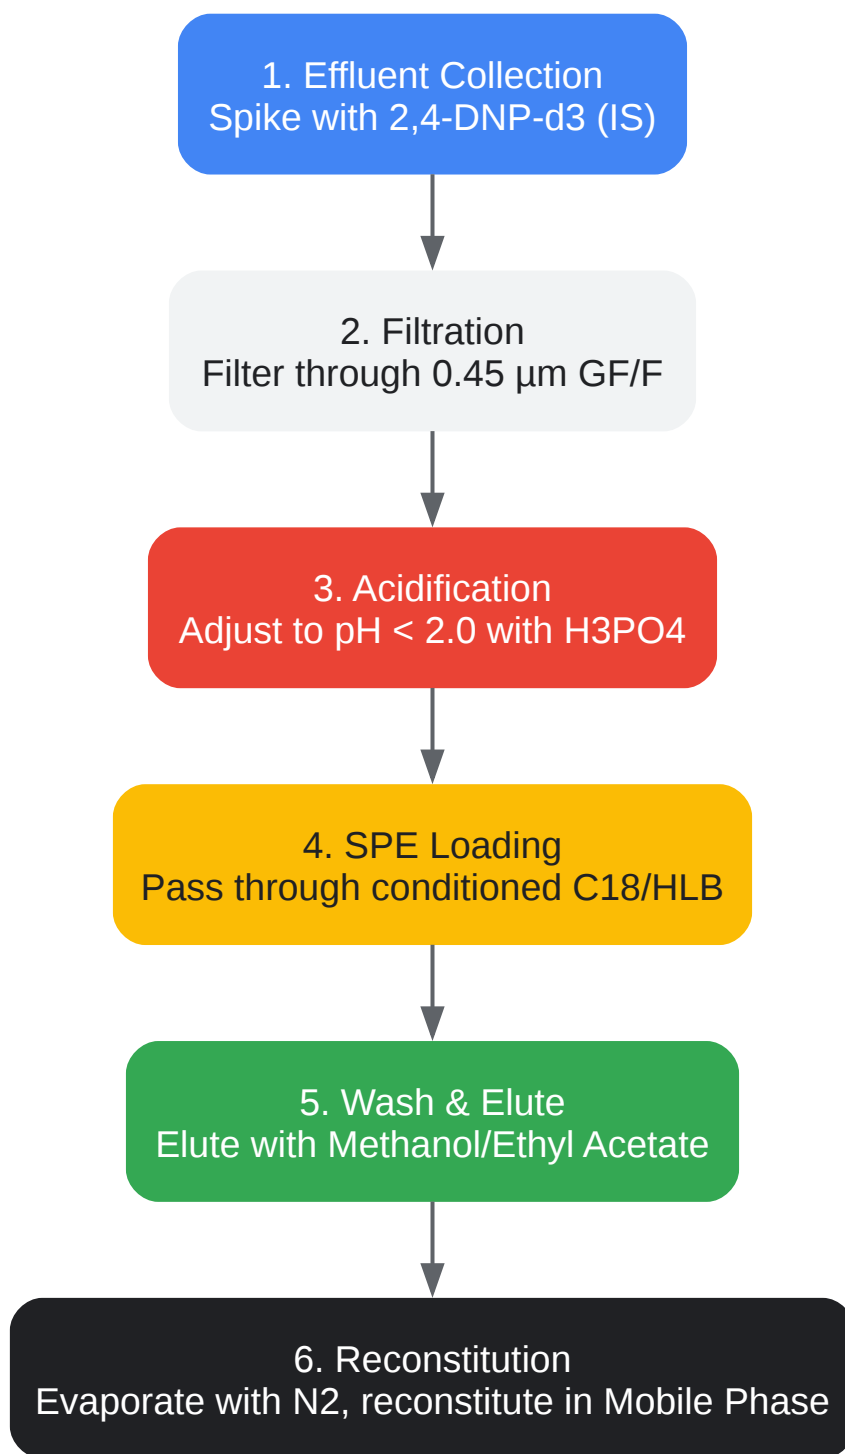 1. Effluent Collection
Spike with 2,4-DNP-d3 (IS)
2. Filtration
Filter through 0.45 µm GF/F
3. Acidification
Adjust to pH < 2.0 with H3PO4
4. SPE Loading
Pass through conditioned C18/HLB
5. Wash & Elute
Elute with Methanol/Ethyl Acetate
6. Reconstitution
Evaporate with N2, reconstitute in Mobile Phase